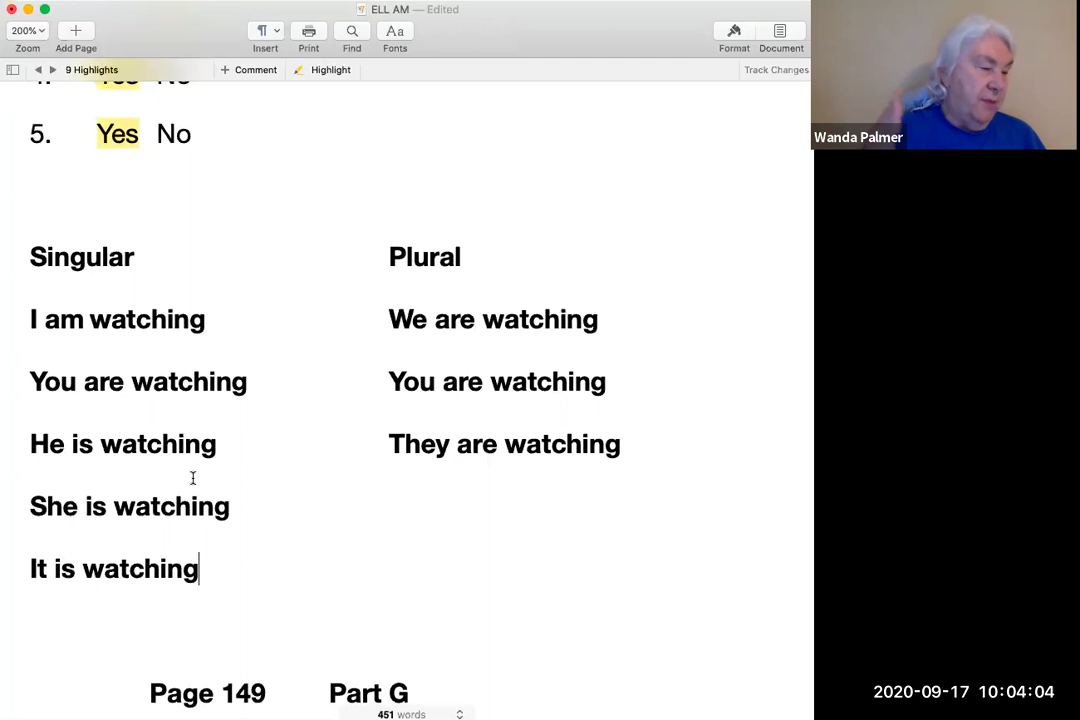 ELL AM — Edited
200%
Zoom
Add Page
Insert
Print
Find
Aa
Fonts
Format
Document
9 Highlights
+ Comment
Highlight
Track Changes
Yes No
5. Yes No
Singular Plural
I am watching We are watching
You are watching You are watching
He is watching They are watching
She is watching
It is watching
Page 149 Part G
451 words
Wanda Palmer
2020-09-17 10:04:04